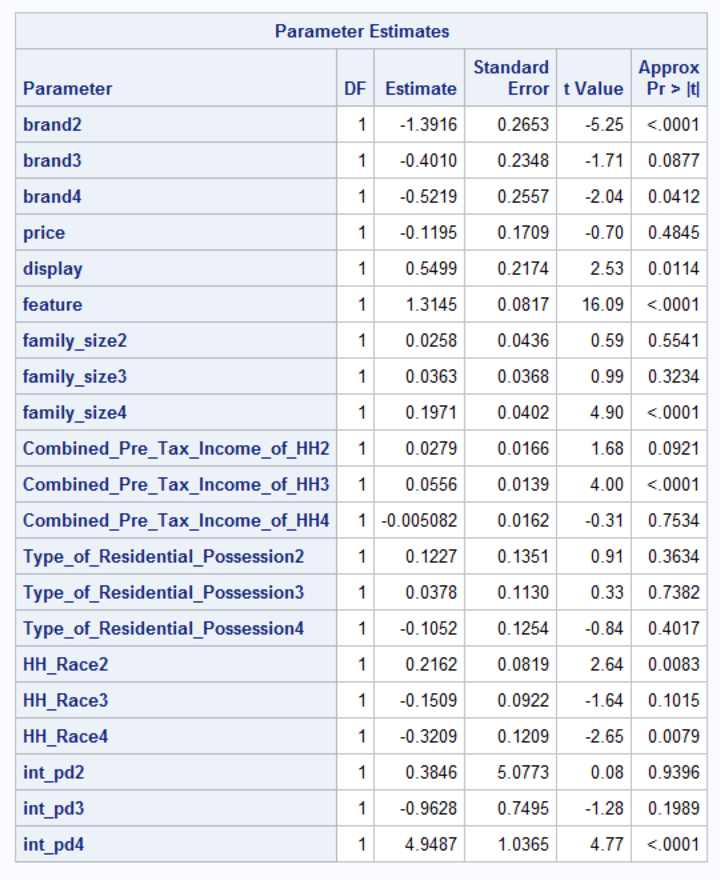 Parameter Estimates
Parameter DF Estimate Standard Error t Value Approx Pr > |t|
brand2 1 -1.3916 0.2653 -5.25 <.0001
brand3 1 -0.4010 0.2348 -1.71 0.0877
brand4 1 -0.5219 0.2557 -2.04 0.0412
price 1 -0.1195 0.1709 -0.70 0.4845
display 1 0.5499 0.2174 2.53 0.0114
feature 1 1.3145 0.0817 16.09 <.0001
family_size2 1 0.0258 0.0436 0.59 0.5541
family_size3 1 0.0363 0.0368 0.99 0.3234
family_size4 1 0.1971 0.0402 4.90 <.0001
Combined_Pre_Tax_Income_of_HH2 1 0.0279 0.0166 1.68 0.0921
Combined_Pre_Tax_Income_of_HH3 1 0.0556 0.0139 4.00 <.0001
Combined_Pre_Tax_Income_of_HH4 1 -0.005082 0.0162 -0.31 0.7534
Type_of_Residential_Possession2 1 0.1227 0.1351 0.91 0.3634
Type_of_Residential_Possession3 1 0.0378 0.1130 0.33 0.7382
Type_of_Residential_Possession4 1 -0.1052 0.1254 -0.84 0.4017
HH_Race2 1 0.2162 0.0819 2.64 0.0083
HH_Race3 1 -0.1509 0.0922 -1.64 0.1015
HH_Race4 1 -0.3209 0.1209 -2.65 0.0079
int_pd2 1 0.3846 5.0773 0.08 0.9396
int_pd3 1 -0.9628 0.7495 -1.28 0.1989
int_pd4 1 4.9487 1.0365 4.77 <.0001